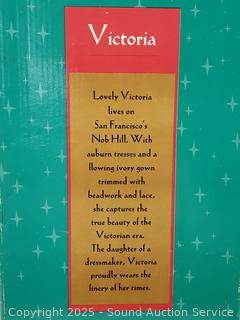 Victoria
Lovely Victoria
lives on
San Francisco's
Nob Hill. With
auburn tresses and a
flowing ivory gown
trimmed with
beadwork and lace,
she captures the
true beauty of the
Victorian era.
The daughter of a
dressmaker, Victoria
proudly wears the
finery of her times.
Copyright 2025 - Sound Auction Service